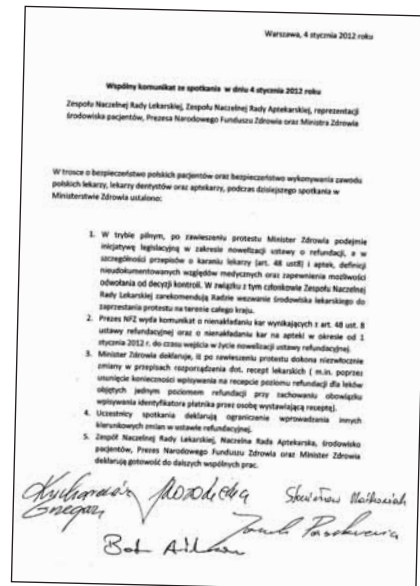 Warszawa, 4 stycznia 2012 roku
Wspólny komunikat ze spotkania w dniu 4 stycznia 2012 roku
Zespołu Naczelnej Rady Lekarskiej, Zespołu Naczelnej Rady Aptekarskiej, reprezentacji
środowiska pacjentów, Prezesa Narodowego Funduszu Zdrowia oraz Ministra Zdrowia
W trosce o bezpieczeństwo polskich pacjentów oraz bezpieczeństwo wykonywania zawodu
polskich lekarzy, lekarzy dentystów oraz aptekarzy, podczas dzisiejszego spotkania w
Ministerstwie Zdrowia ustalono:
1. W trybie pilnym, po zawieszeniu protestu Minister Zdrowia podejmie
inicjatywę legislacyjną w zakresie nowelizacji ustawy o refundacji, a w
szczególności przepisów o karaniu lekarzy (art. 48 ust8) i aptek, definicji
nieudokumentowanych względów medycznych oraz zapewnienia możliwości
odwołania od decyzji kontroli. W związku z tym członkowie Zespołu Naczelnej
Rady Lekarskiej zarekomendują Radzie wezwanie środowiska lekarskiego do
zaprzestania protestu na terenie całego kraju.
2. Prezes NFZ wyda komunikat o nienakładaniu kar wynikających z art. 48 ust. 8
ustawy refundacyjnej oraz o nienakładaniu kar na apteki w okresie od 1
stycznia 2012 r. do czasu wejścia w życie nowelizacji ustawy refundacyjnej.
3. Minister Zdrowia deklaruje, iż po zawieszeniu protestu dokona niezwłocznie
zmiany w przepisach rozporządzenia dot. recept lekarskich ( m.in. poprzez
usunięcie konieczności wpisywania na recepcie poziomu refundacji dla leków
objętych jednym poziomem refundacji przy zachowaniu obowiązku
wpisywania identyfikatora płatnika przez osobę wystawiającą receptę).
4. Uczestnicy spotkania deklarują ograniczenie wprowadzenia innych
kierunkowych zmian w ustawie refundacyjnej.
5. Zespół Naczelnej Rady Lekarskiej, Naczelna Rada Aptekarska, środowisko
pacjentów, Prezes Narodowego Funduszu Zdrowia oraz Minister Zdrowia
deklarują gotowość do dalszych wspólnych prac.